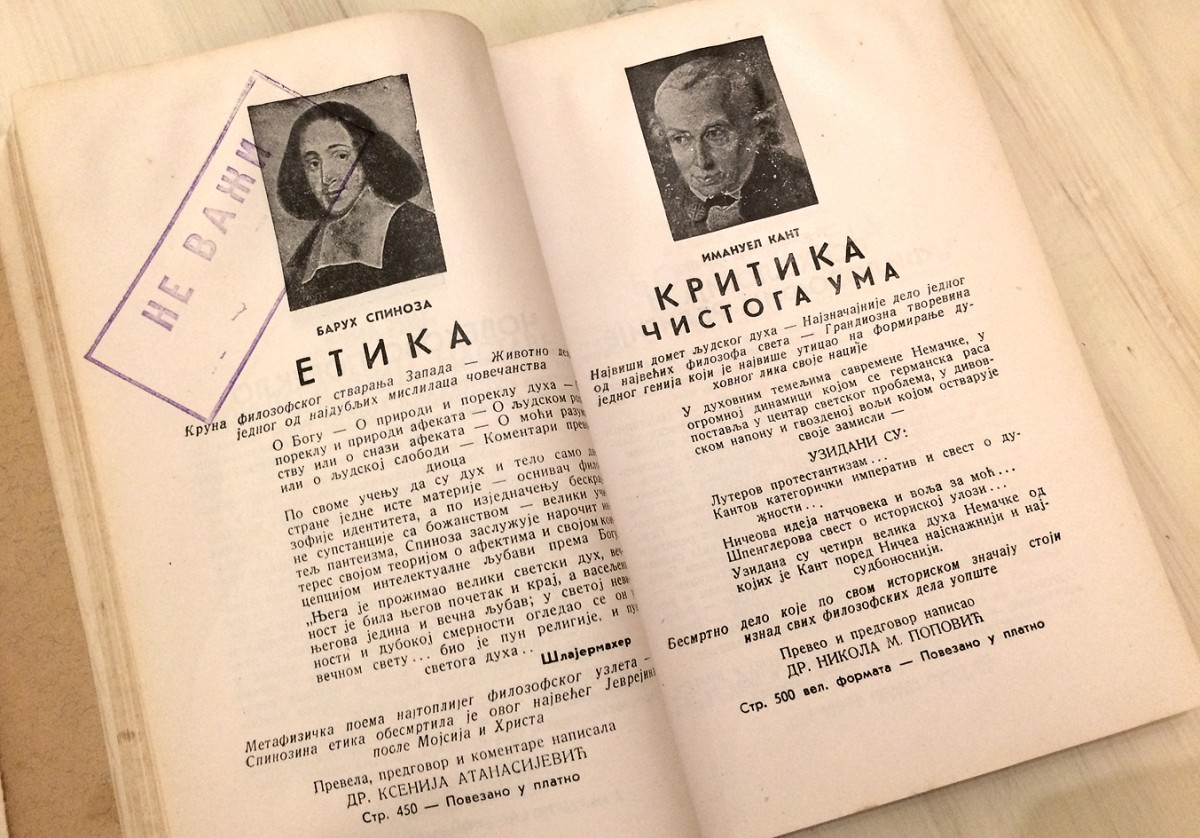 НЕ ВАЖИ
БАРУХ СПИНОЗА
ЕТИКА
Круна филозофског стварања Запада — Животно
једног од најдубљих мислилаца човечанства
О Богу — О природи и пореклу духа —
пореклу и природи афеката — О људском
ству или о снази афеката — О моћи
или о људској слободи — Коментари
диоца
По своме учењу да су дух и тело само
стране једне исте материје — оснивач
зофије идентитета, а по изједначењу
не супстанције са божанством — велики
тељ пантеизма, Спиноза заслужује нарочит
терес својом теоријом о афектима и својом
цепцијом интелектуалне љубави према
„Њега је прожимао велики светски дух,
ност је била његов почетак и крај, а
његова једина и вечна љубав; у светој
ности и дубокој смерности огледао се он
вечном свету... био је пун религије, и
светога духа..
Шлајермахер
Метафизичка поема најтоплијег филозофског узлета —
Спинозина етика обесмртила је овог највећег Јеврејина
после Мојсија и Христа
Превела, предговор и коментаре написала
ДР. КСЕНИЈА АТАНАСИЈЕВИЋ
Стр. 450 — Повезано у платно
ИМАНУЕЛ КАНТ
КРИТИКА
ЧИСТОГА УМА
Највиши домет људског духа — Најзначајније дело једног
од највећих филозофа света — Грандиозна творевина
једног генија који је највише утицао на формирање ду-
ховног лика своје нације
У духовним темељима савремене Немачке, у
огромној динамици којом се германска раса
поставља у центар светског проблема, у дивов-
ском напону и гвозденој вољи којом остварује
своје замисли —
УЗИДАНИ СУ:
Лутеров протестантизам...
Кантов категорички императив и свест о ду-
жности...
Ничеова идеја натчовека и воља за моћ...
Шпенглерова свест о историској улози...
Узидана су четири велика духа Немачке од
којих је Кант поред Ничеа најснажнији и нај-
судбоноснији.
Бесмртно дело које по свом историском значају стоји
изнад свих филозофских дела уопште
Превео и предговор написао
ДР. НИКОЛА М. ПОПОВИЋ
Стр. 500 вел. формата — Повезано у платно